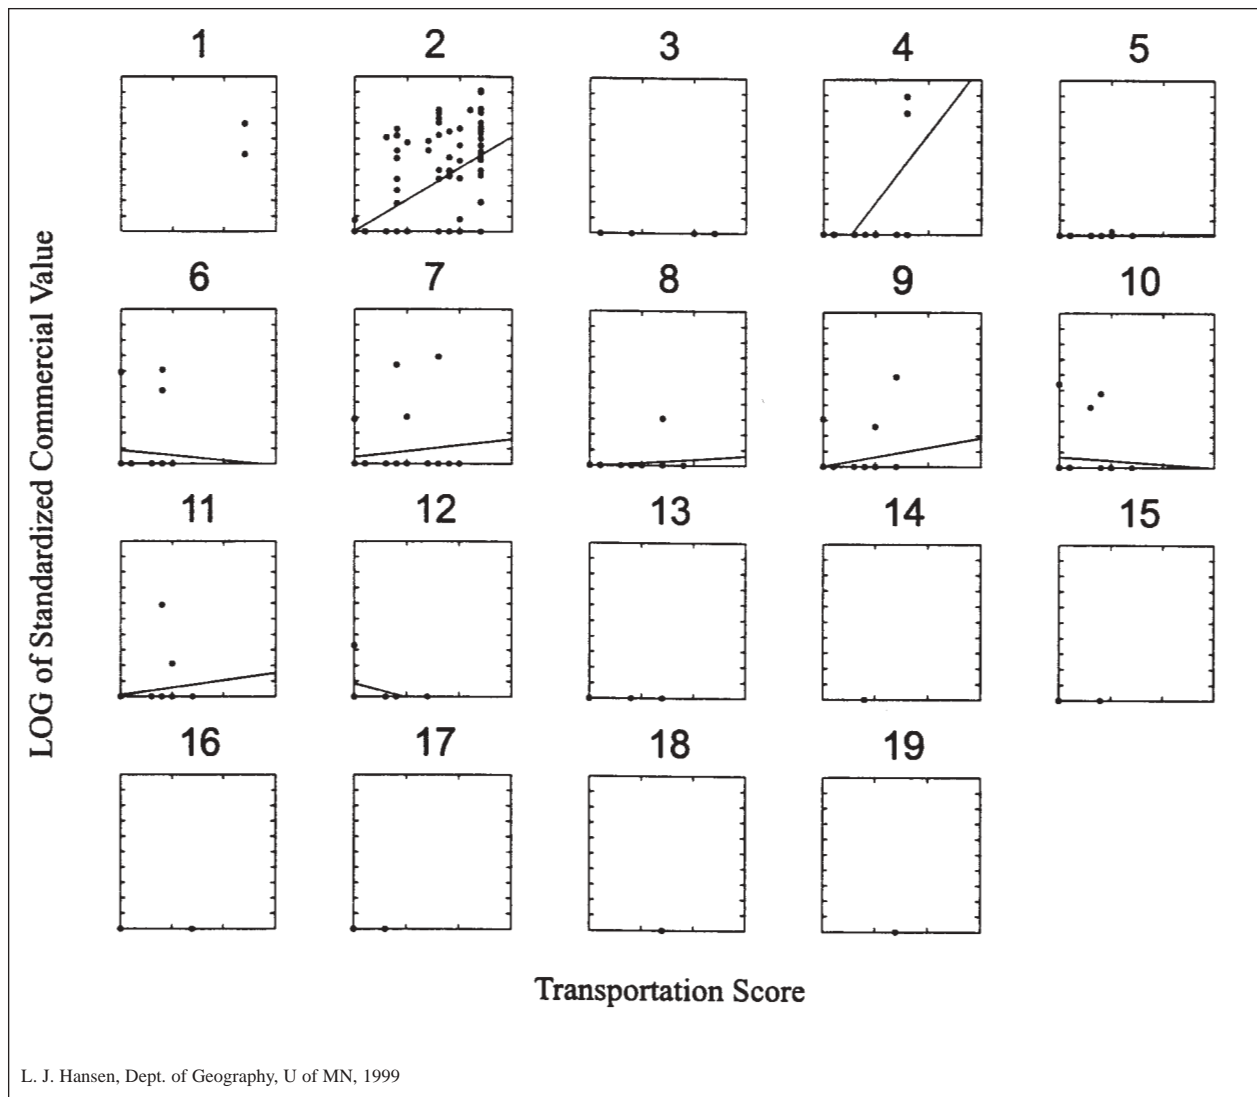 1 2 3 4 5
6 7 8 9 10
11 12 13 14 15
16 17 18 19
LOG of Standardized Commercial Value
Transportation Score
L. J. Hansen, Dept. of Geography, U of MN, 1999